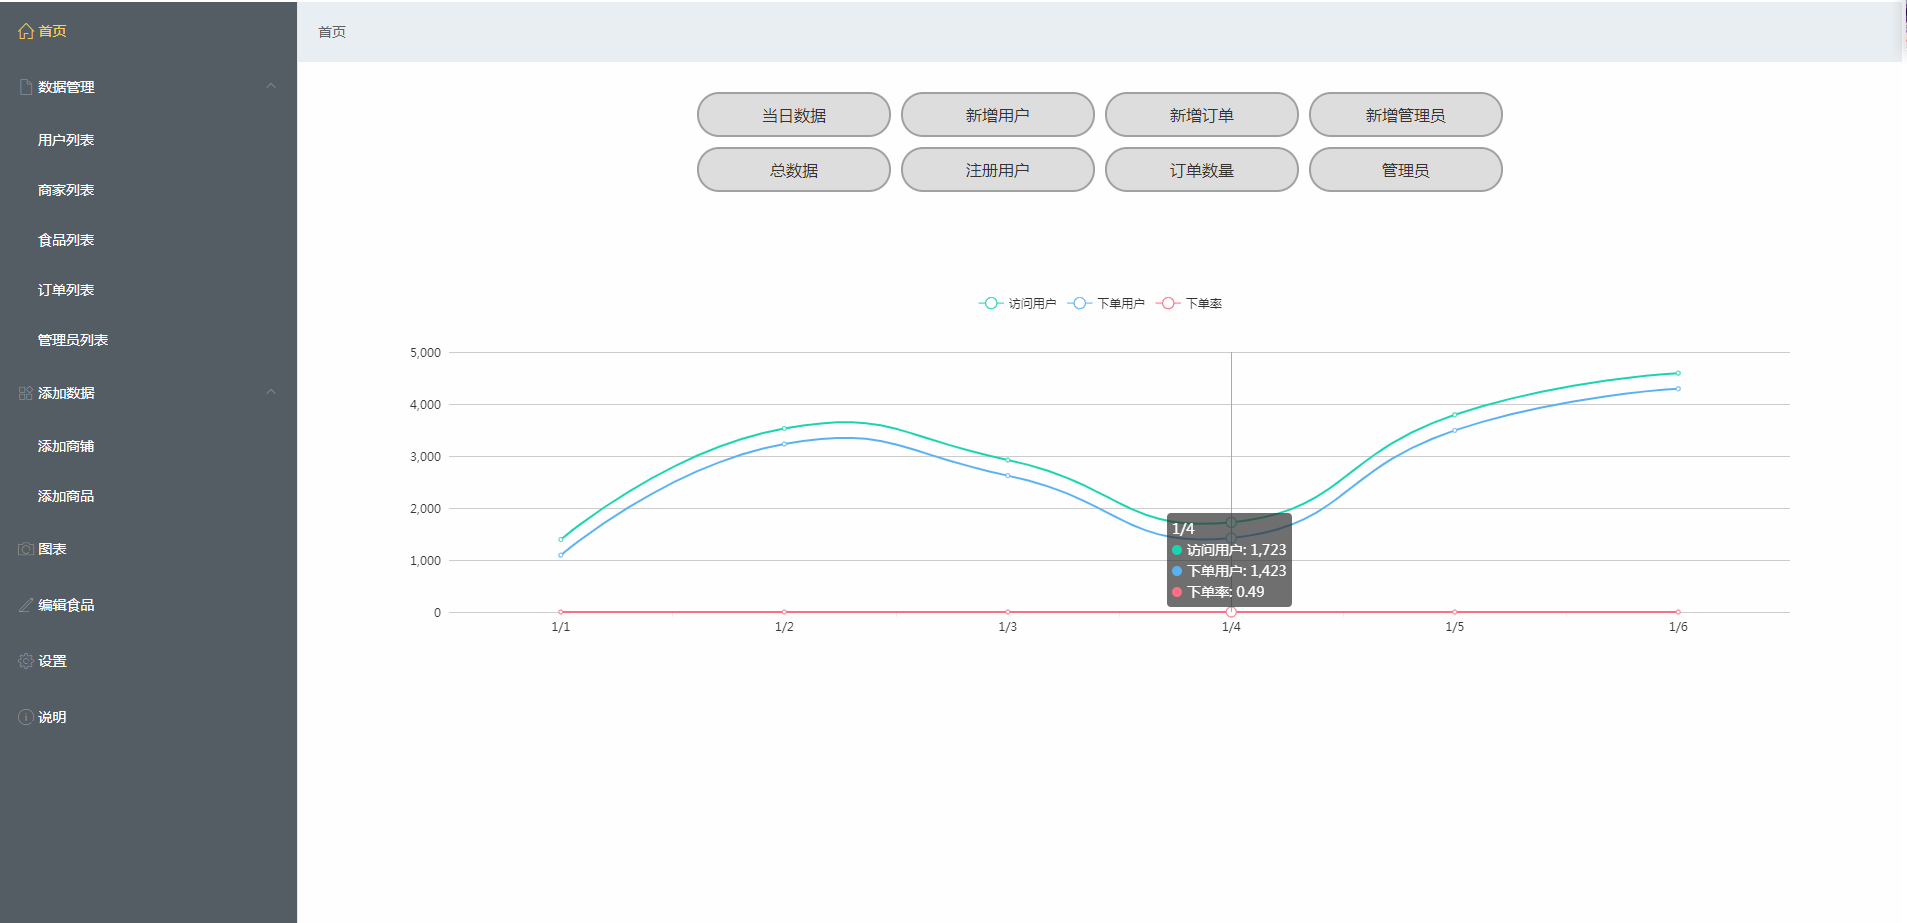 首页
数据管理
用户列表
商家列表
食品列表
订单列表
管理员列表
添加数据
添加商铺
添加商品
图表
编辑食品
设置
说明
首页
当日数据 新增用户 新增订单 新增管理员
总数据 注册用户 订单数量 管理员
访问用户 下单用户 下单率
5,000
4,000
3,000
2,000
1,000
0
1/4
访问用户: 1,723
下单用户: 1,423
下单率: 0.49
1/1 1/2 1/3 1/4 1/5 1/6